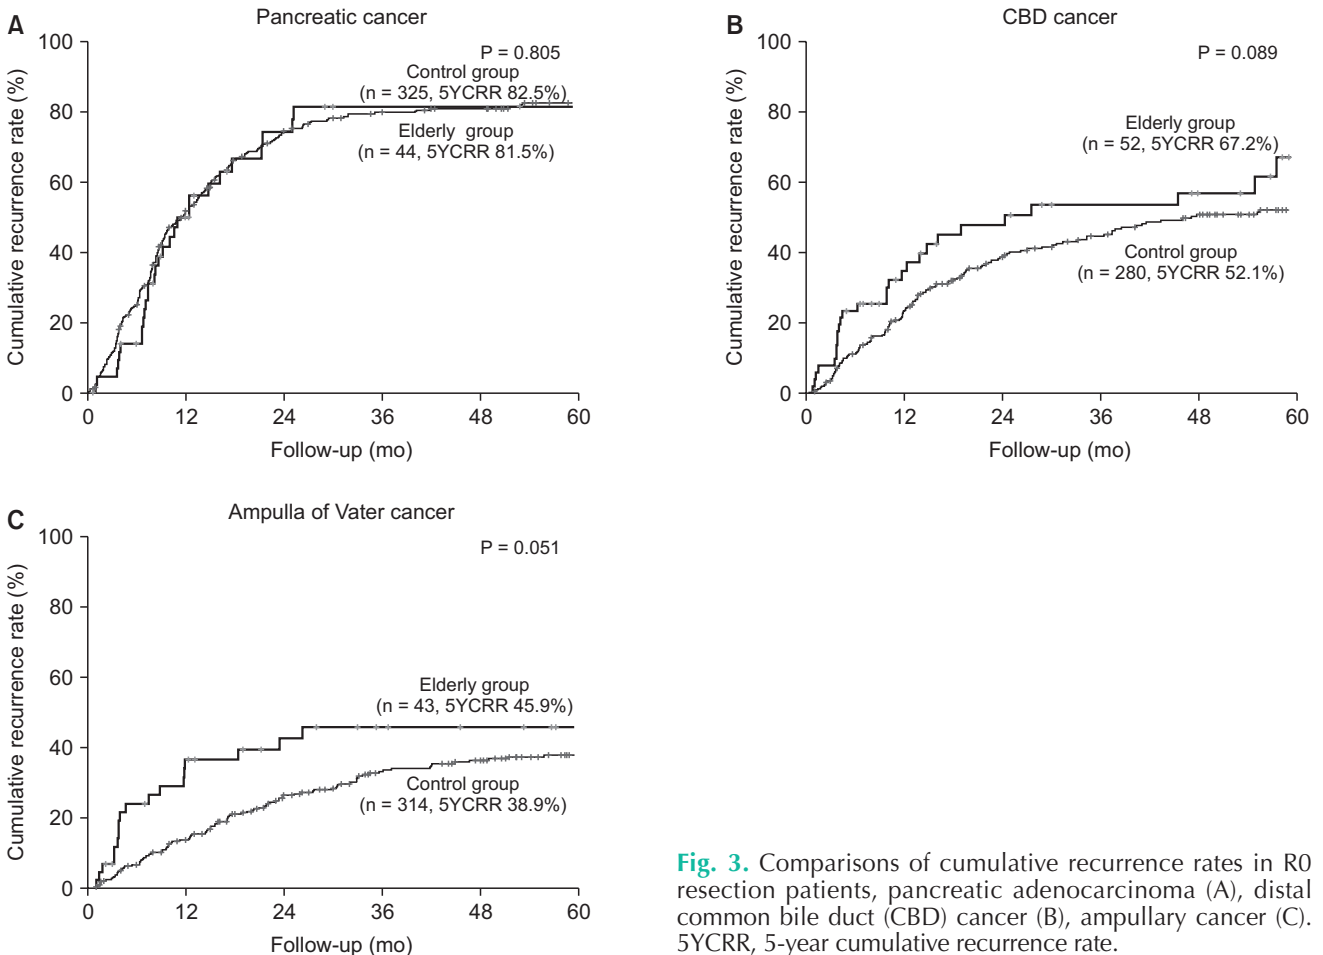 A
Pancreatic cancer
P = 0.805
Control group
(n = 325, 5YCRR 82.5%)
Elderly group
(n = 44, 5YCRR 81.5%)
Cumulative recurrence rate (%)
100
80
60
40
20
0
0 12 24 36 48 60
Follow-up (mo)
B
CBD cancer
P = 0.089
Elderly group
(n = 52, 5YCRR 67.2%)
Control group
(n = 280, 5YCRR 52.1%)
Cumulative recurrence rate (%)
100
80
60
40
20
0
0 12 24 36 48 60
Follow-up (mo)
C
Ampulla of Vater cancer
P = 0.051
Elderly group
(n = 43, 5YCRR 45.9%)
Control group
(n = 314, 5YCRR 38.9%)
Cumulative recurrence rate (%)
100
80
60
40
20
0
0 12 24 36 48 60
Follow-up (mo)
Fig. 3. Comparisons of cumulative recurrence rates in R0
resection patients, pancreatic adenocarcinoma (A), distal
common bile duct (CBD) cancer (B), ampullary cancer (C).
5YCRR, 5-year cumulative recurrence rate.